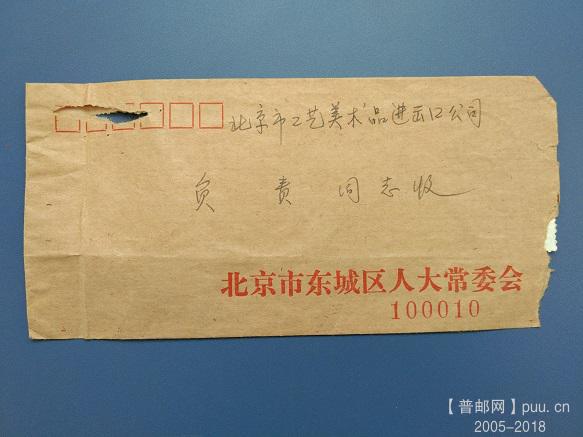 北京市工艺美术品进出口公司
负责同志收
北京市东城区人大常委会
100010
【普邮网】puu.cn
2005-2018